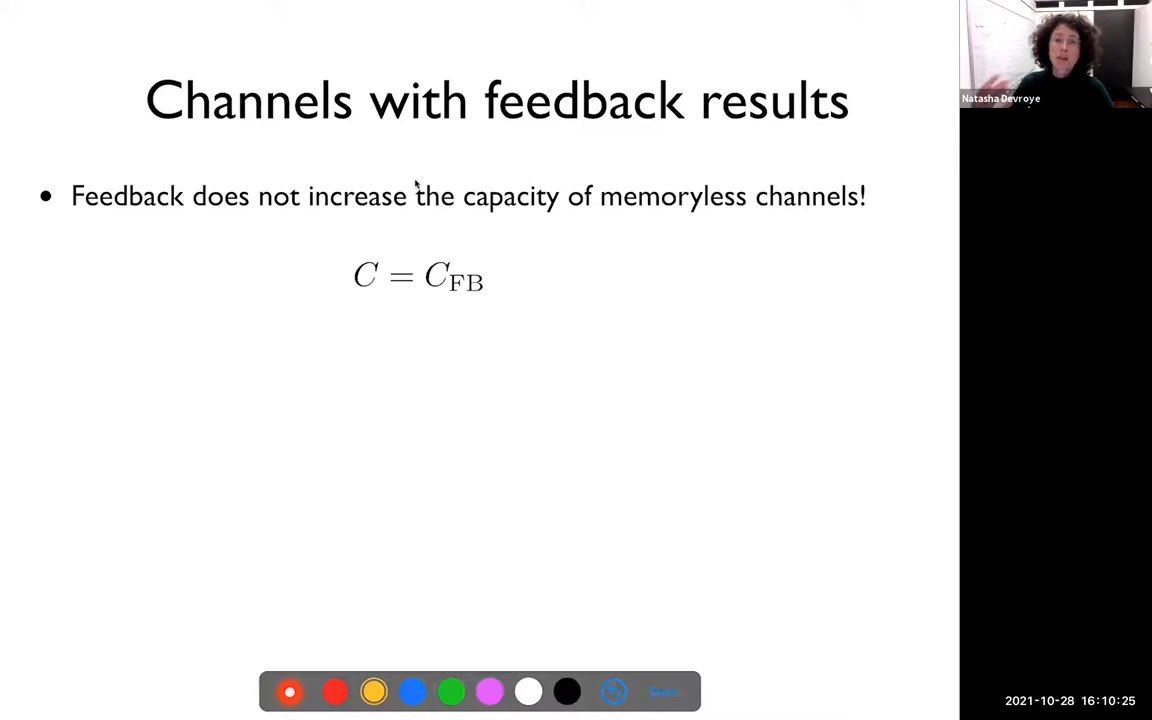 Channels with feedback results
Natasha Devroye
• Feedback does not increase the capacity of memoryless channels!
C = C_FB
2021-10-28 16:10:25